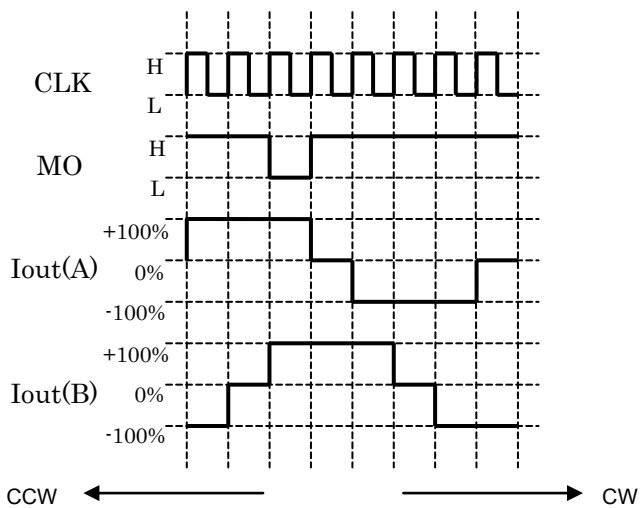 CLK
H
L
MO
H
L
Iout(A)
+100%
0%
-100%
Iout(B)
+100%
0%
-100%
CCW
CW